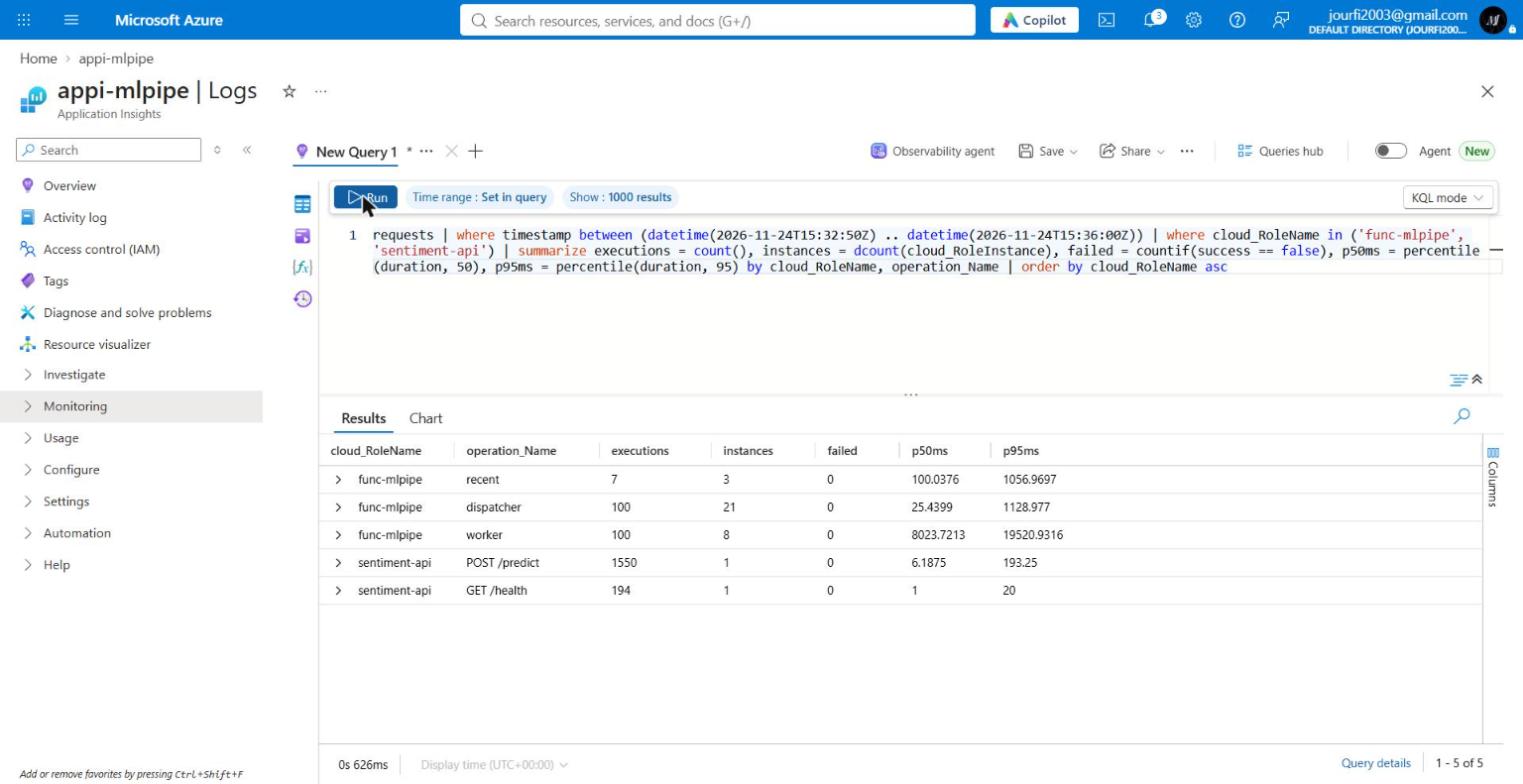 Microsoft Azure
Search resources, services, and docs (G+/)
Copilot
3
jourfi2003@gmail.com
DEFAULT DIRECTORY (JOURFI200...
Home > appi-mlpipe
appi-mlpipe | Logs
Application Insights
Search
New Query 1 *
Observability agent
Save
Share
Queries hub
Agent
New
Overview
Activity log
Access control (IAM)
Tags
Diagnose and solve problems
Resource visualizer
Investigate
Monitoring
Usage
Configure
Settings
Automation
Help
Add or remove favorites by pressing Ctrl+Shift+F
Run
Time range : Set in query
Show : 1000 results
KQL mode
1 requests | where timestamp between (datetime(2026-11-24T15:32:50Z) .. datetime(2026-11-24T15:36:00Z)) | where cloud_RoleName in ('func-mlpipe',
'sentiment-api') | summarize executions = count(), instances = dcount(cloud_RoleInstance), failed = countif(success == false), p50ms = percentile
(duration, 50), p95ms = percentile(duration, 95) by cloud_RoleName, operation_Name | order by cloud_RoleName asc
Results Chart
cloud_RoleName operation_Name executions instances failed p50ms p95ms
func-mlpipe recent 7 3 0 100.0376 1056.9697
func-mlpipe dispatcher 100 21 0 25.4399 1128.977
func-mlpipe worker 100 8 0 8023.7213 19520.9316
sentiment-api POST /predict 1550 1 0 6.1875 193.25
sentiment-api GET /health 194 1 0 1 20
Columns
0s 626ms
Display time (UTC+00:00)
Query details
1 - 5 of 5